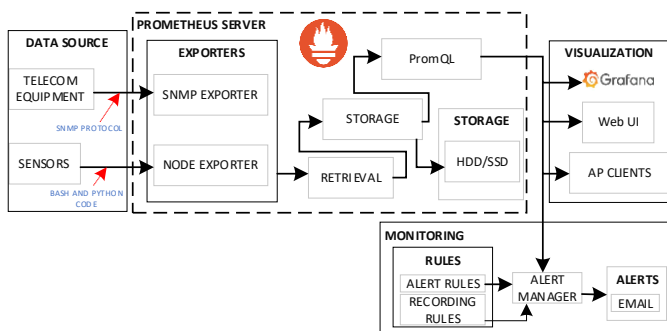 PROMETHEUS SERVER
DATA SOURCE
TELECOM
EQUIPMENT
SNMP PROTOCOL
SENSORS
BASH AND PYTHON
CODE
EXPORTERS
SNMP EXPORTER
NODE EXPORTER
RETRIEVAL
STORAGE
PromQL
STORAGE
HDD/SSD
VISUALIZATION
Grafana
Web UI
AP CLIENTS
MONITORING
RULES
ALERT RULES
RECORDING
RULES
ALERT
MANAGER
ALERTS
EMAIL